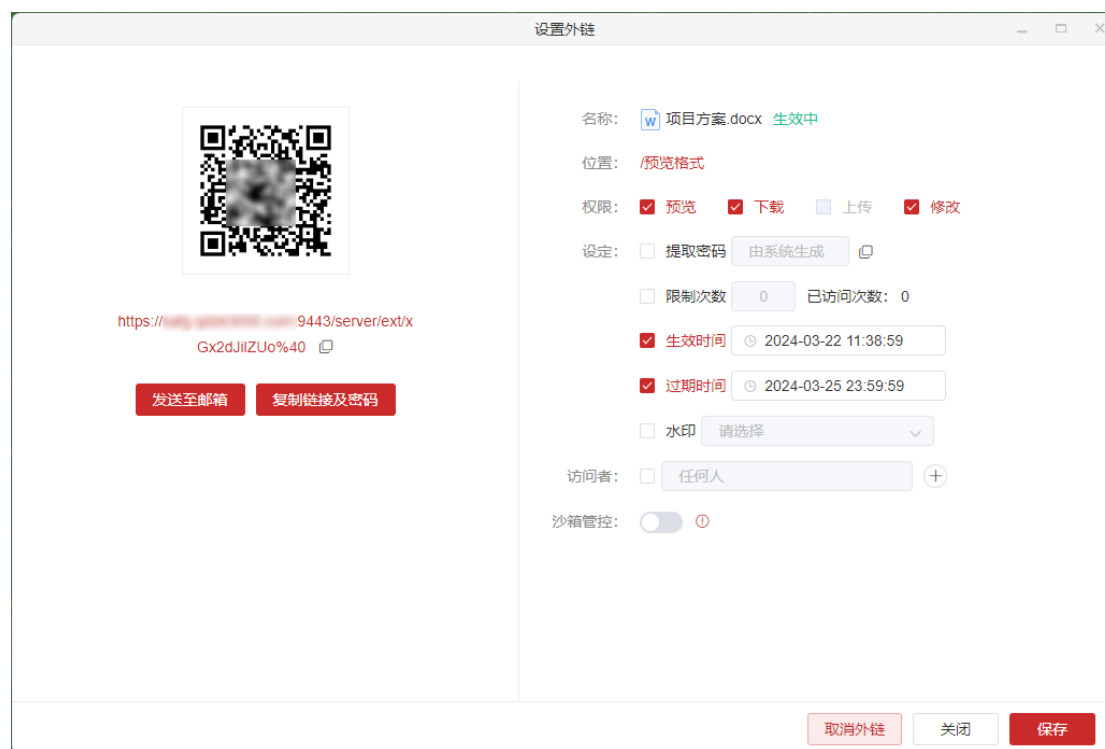 设置外链
https://
9443/server/ext/x
Gx2dJilZUo%40
发送至邮箱 复制链接及密码
名称： 项目方案.docx 生效中
位置： /预览格式
权限： 预览 下载 上传 修改
设定： 提取密码 由系统生成
限制次数 0 已访问次数： 0
生效时间 2024-03-22 11:38:59
过期时间 2024-03-25 23:59:59
水印 请选择
访问者： 任何人
沙箱管控：
取消外链 关闭 保存